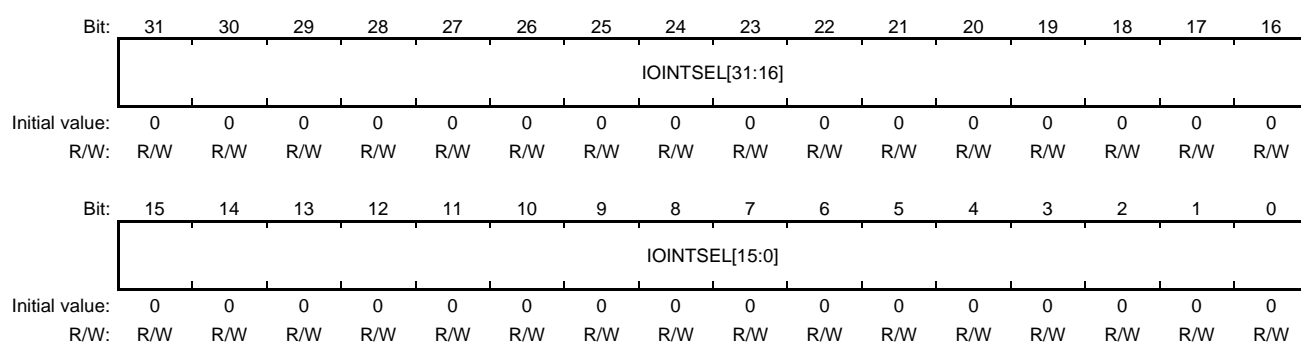 Bit: 31 30 29 28 27 26 25 24 23 22 21 20 19 18 17 16
IOINTSEL[31:16]
Initial value: 0 0 0 0 0 0 0 0 0 0 0 0 0 0 0 0
R/W: R/W R/W R/W R/W R/W R/W R/W R/W R/W R/W R/W R/W R/W R/W R/W R/W
Bit: 15 14 13 12 11 10 9 8 7 6 5 4 3 2 1 0
IOINTSEL[15:0]
Initial value: 0 0 0 0 0 0 0 0 0 0 0 0 0 0 0 0
R/W: R/W R/W R/W R/W R/W R/W R/W R/W R/W R/W R/W R/W R/W R/W R/W R/W